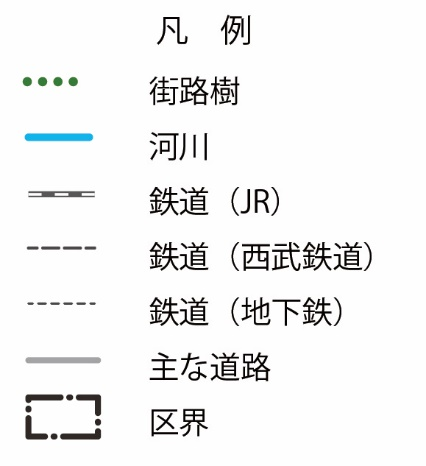 凡　例
街路樹
河川
鉄道（JR）
鉄道（西武鉄道）
鉄道（地下鉄）
主な道路
区界